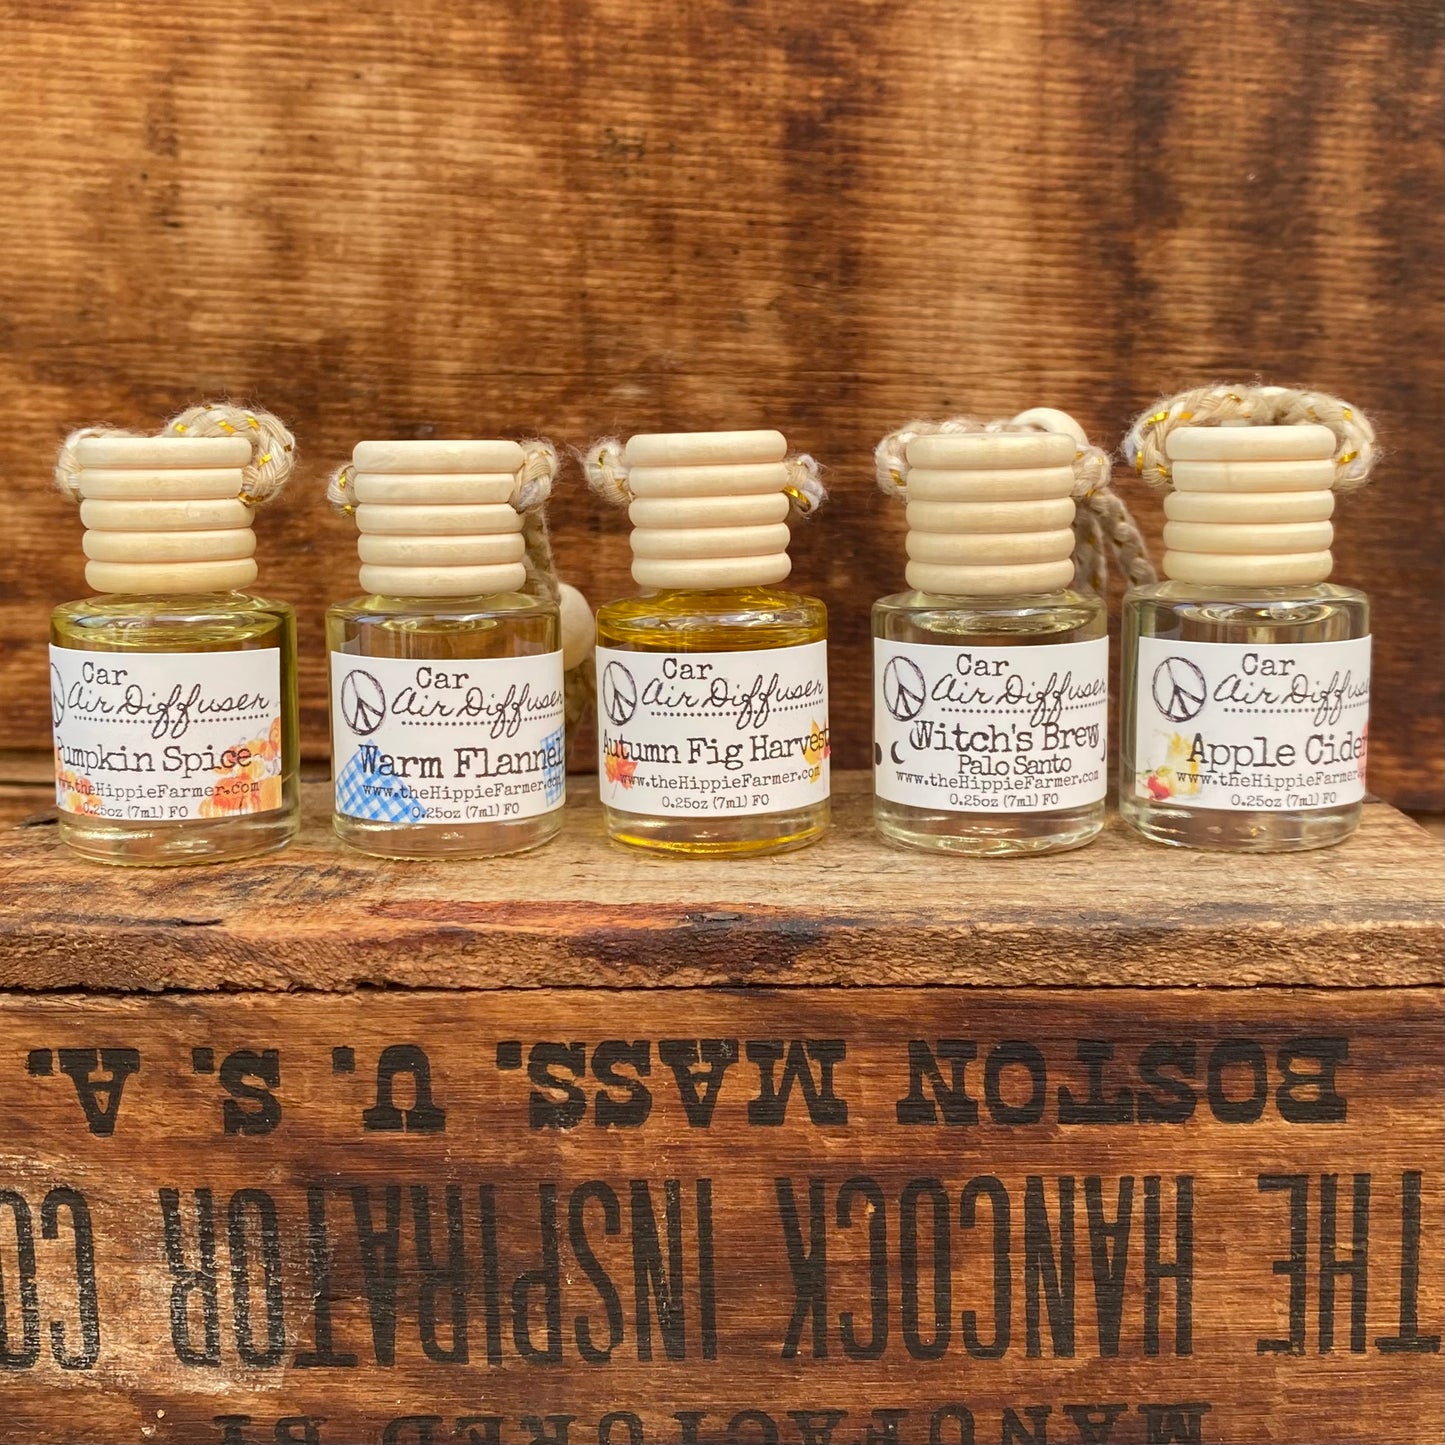 Car
Air Diffuser
Pumpkin Spice
www.theHippieFarmer.com
0.25oz (7ml) FO
Car
Air Diffuser
Warm Flannel
www.theHippieFarmer.com
0.25oz (7ml) FO
Car
Air Diffuser
Autumn Fig Harvest
www.theHippieFarmer.com
0.25oz (7ml) FO
Car
Air Diffuser
Witch's Brew
Palo Santo
www.theHippieFarmer.com
0.25oz (7ml) FO
Car
Air Diffuser
Apple Cider
www.theHippieFarmer.com
0.25oz (7ml) FO
MANUFACTURED BY
THE HANCOCK INSPIRATOR CO
BOSTON MASS. U. S. A.